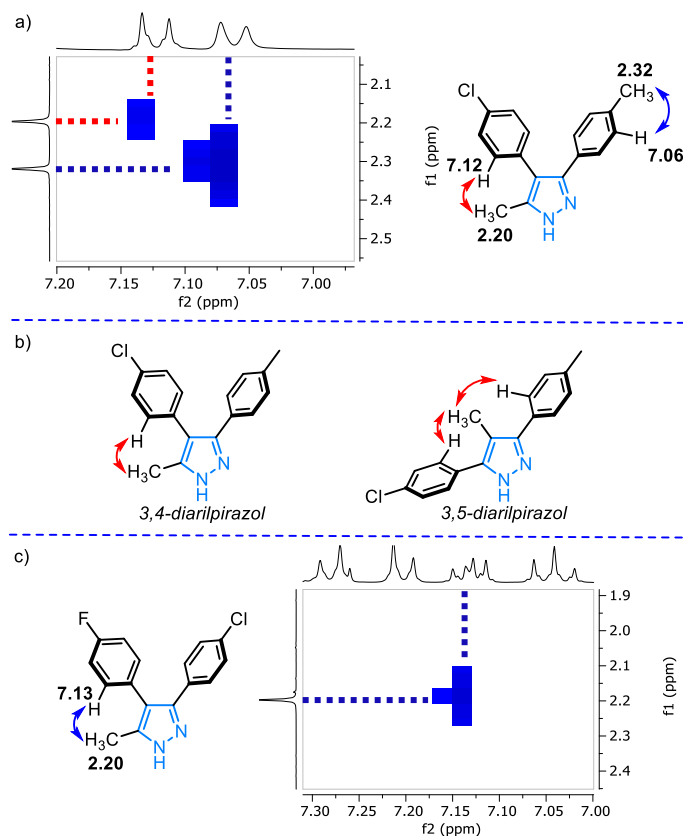 a)
2.1
2.2
2.3
2.4
2.5
f1 (ppm)
7.20
7.15
7.10
7.05
7.00
f2 (ppm)
2.32
CH3
Cl
H
7.06
7.12
H
H3C
2.20
N
N
H
b)
Cl
H
H3C
N
N
H
3,4-diarilpirazol
H
H3C
H
N
N
H
Cl
3,5-diarilpirazol
c)
F
Cl
7.13
H
H3C
2.20
N
N
H
1.9
2.0
2.1
2.2
2.3
2.4
f1 (ppm)
7.30
7.25
7.20
7.15
7.10
7.05
7.00
f2 (ppm)